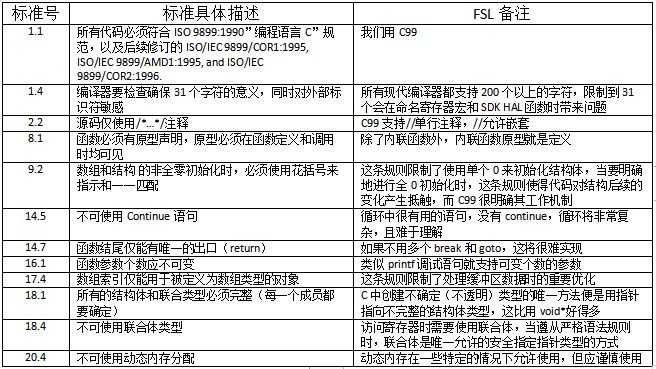 标准号 标准具体描述 FSL 备注
1.1 所有代码必须符合 ISO 9899:1990”编程语言 C”规 我们用 C99
范，以及后续修订的 ISO/IEC 9899/COR1:1995,
ISO/IEC 9899/AMD1:1995, and ISO/IEC
9899/COR2:1996.
1.4 编译器要检查确保 31 个字符的意义，同时对外部标 所有现代编译器都支持 200 个以上的字符，限制到 31
识符敏感 个会在命名寄存器宏和 SDK HAL 函数时带来问题
2.2 源码仅使用/*…*/注释 C99 支持//单行注释，//允许嵌套
8.1 函数必须有原型声明，原型必须在函数定义和调用 除了内联函数外，内联函数原型就是定义
时均可见
9.2 数组和结构的非全零初始化时，必须使用花括号来 这条规则限制了使用单个 0 来初始化结构体，当要明确
指示和一一匹配 地进行全 0 初始化时，这条规则使得代码对结构后续的
变化产生抵触，而 C99 很明确其工作机制
14.5 不可使用 Continue 语句 循环中很有用的语句，没有 continue，循环将非常复
杂，且难于理解
14.7 函数结尾仅能有唯一的出口（return） 如果不用多个 break 和 goto，这将很难实现
16.1 函数参数个数应不可变 类似 printf 调试语句就支持可变个数的参数
17.4 数组索引仅能用于被定义为数组类型的对象 这条规则限制了处理缓冲区数据时的重要优化
18.1 所有的结构体和联合类型必须完整（每一个成员都 C 中创建不确定（不透明）类型的唯一方法便是用指针
要确定） 指向不完整的结构体类型，这比用 void*好得多
18.4 不可使用联合体类型 访问寄存器时需要使用联合体，当遵从严格语法规则
时，联合体是唯一允许的安全指定指针类型的方式
20.4 不可使用动态内存分配 动态内存在一些特定的情况下允许使用，但应谨慎使用